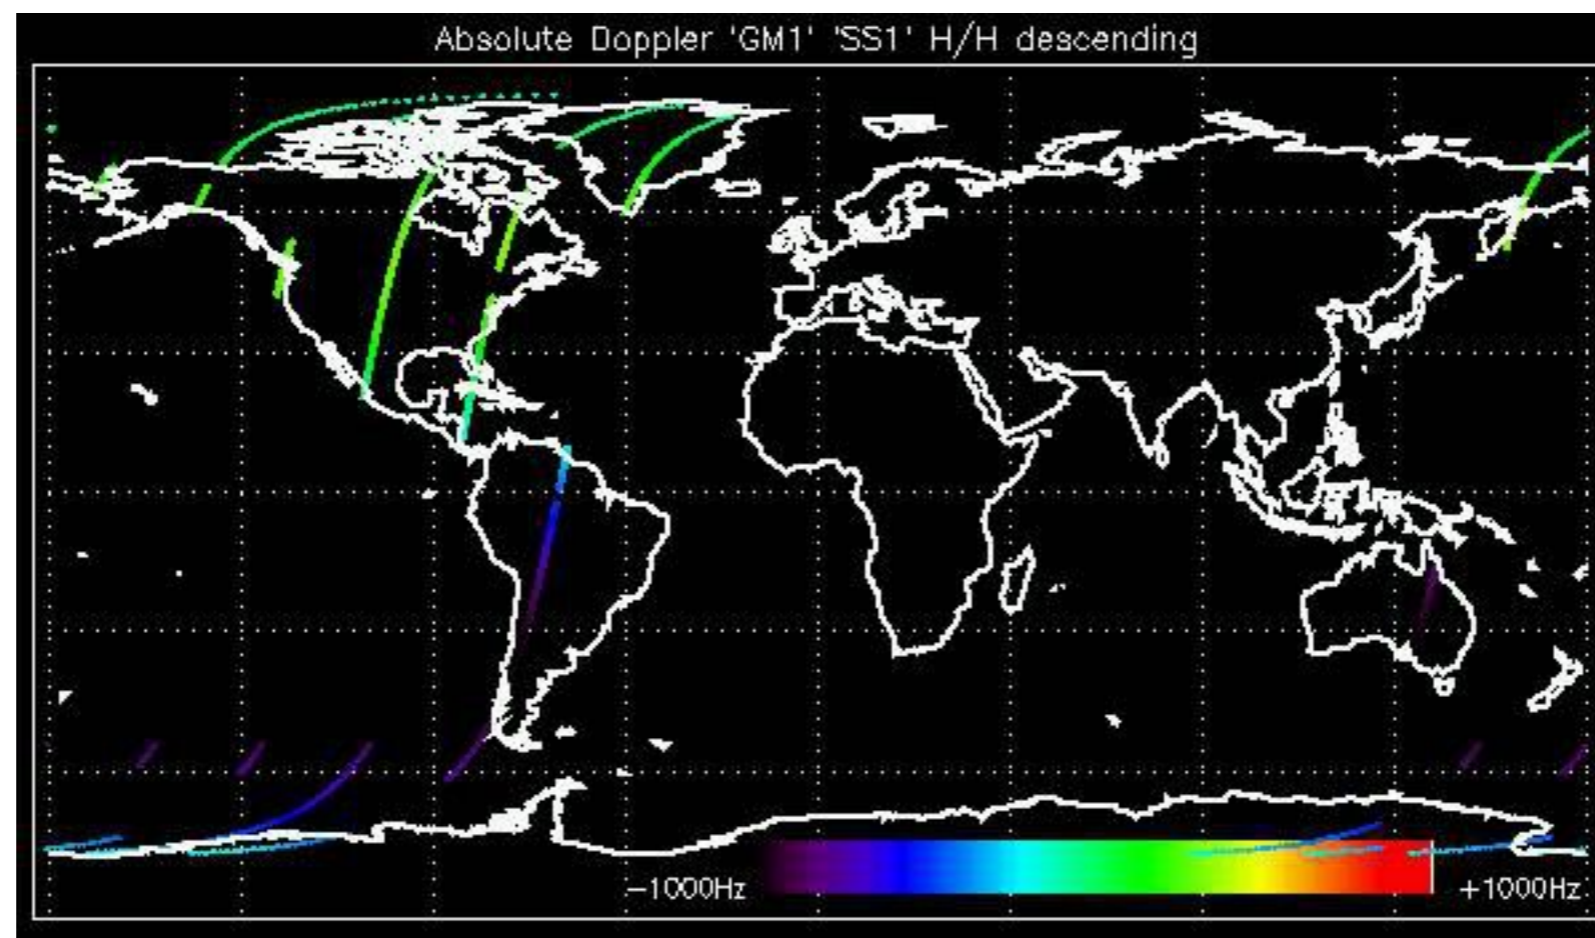 Absolute Doppler 'GM1' 'SS1' H/H descending
−1000Hz
+1000Hz